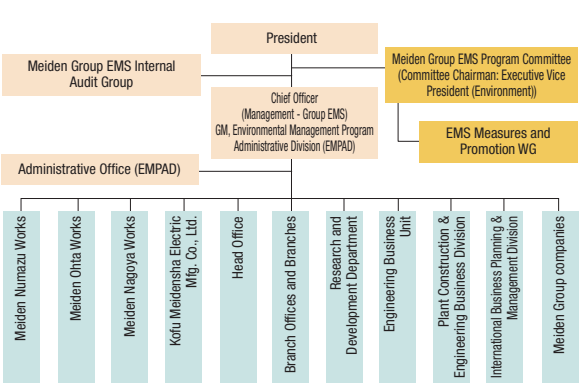 President
Meiden Group EMS Internal
Audit Group
Meiden Group EMS Program Committee
(Committee Chairman: Executive Vice
President (Environment))
Chief Officer
(Management - Group EMS)
GM, Environmental Management Program
Administrative Division (EMPAD)
EMS Measures and
Promotion WG
Administrative Office (EMPAD)
Meiden Numazu Works
Meiden Ohta Works
Meiden Nagoya Works
Kofu Meidensha Electric
Mfg. Co., Ltd.
Head Office
Branch Offices and Branches
Research and
Development Department
Engineering Business
Unit
Plant Construction &
Engineering Business Division
International Business Planning &
Management Division
Meiden Group companies